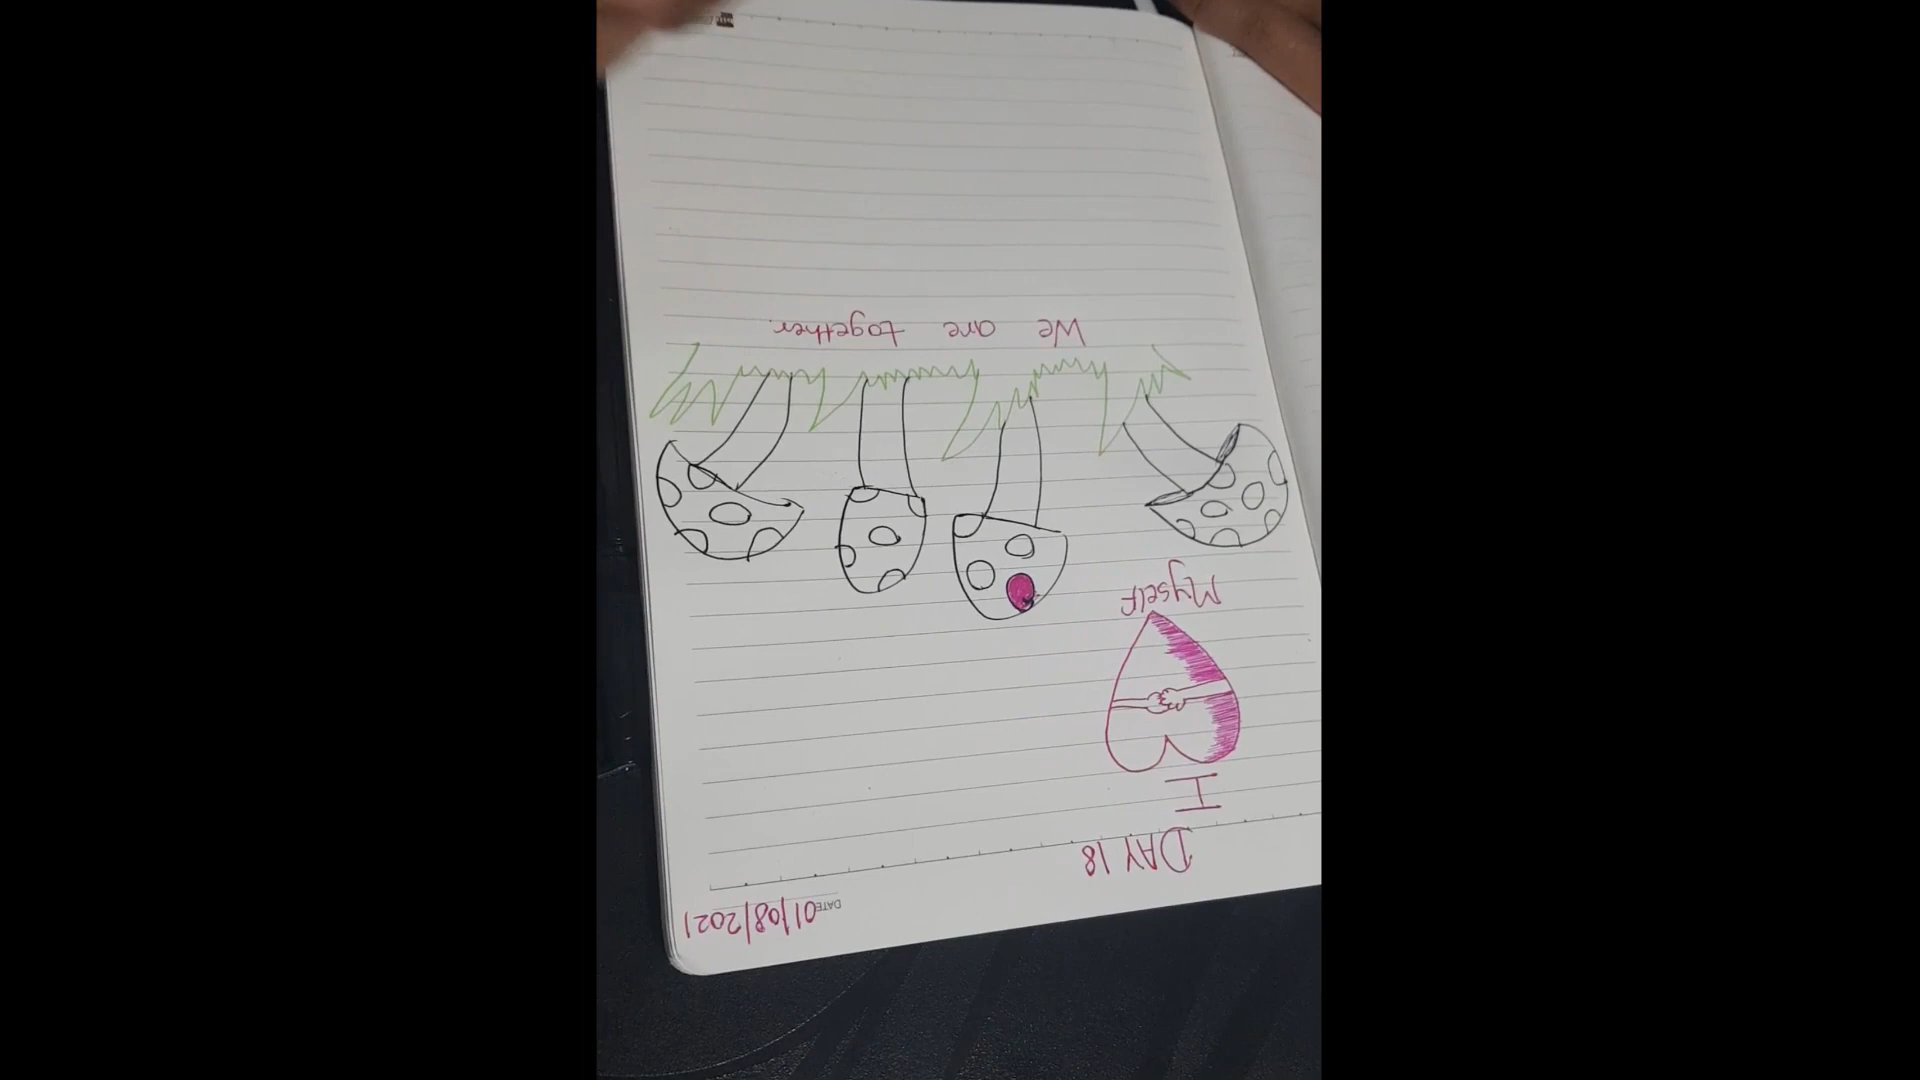 DATE 01/08/2021
DAY 18
I
Myself
We are together.